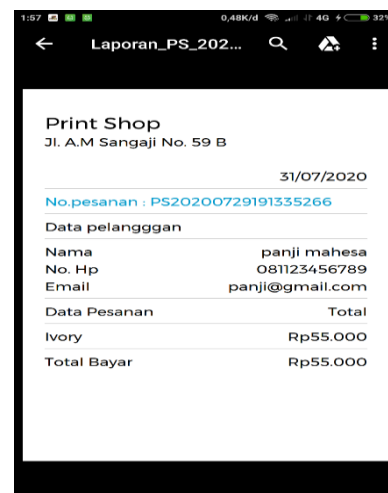 1:57 0,48K/d 4G 32%
Laporan_PS_202...
Print Shop
Jl. A.M Sangaji No. 59 B
31/07/2020
No.pesanan : PS20200729191335266
Data pelangggan
Nama panji mahesa
No. Hp 081123456789
Email panji@gmail.com
Data Pesanan Total
Ivory Rp55.000
Total Bayar Rp55.000